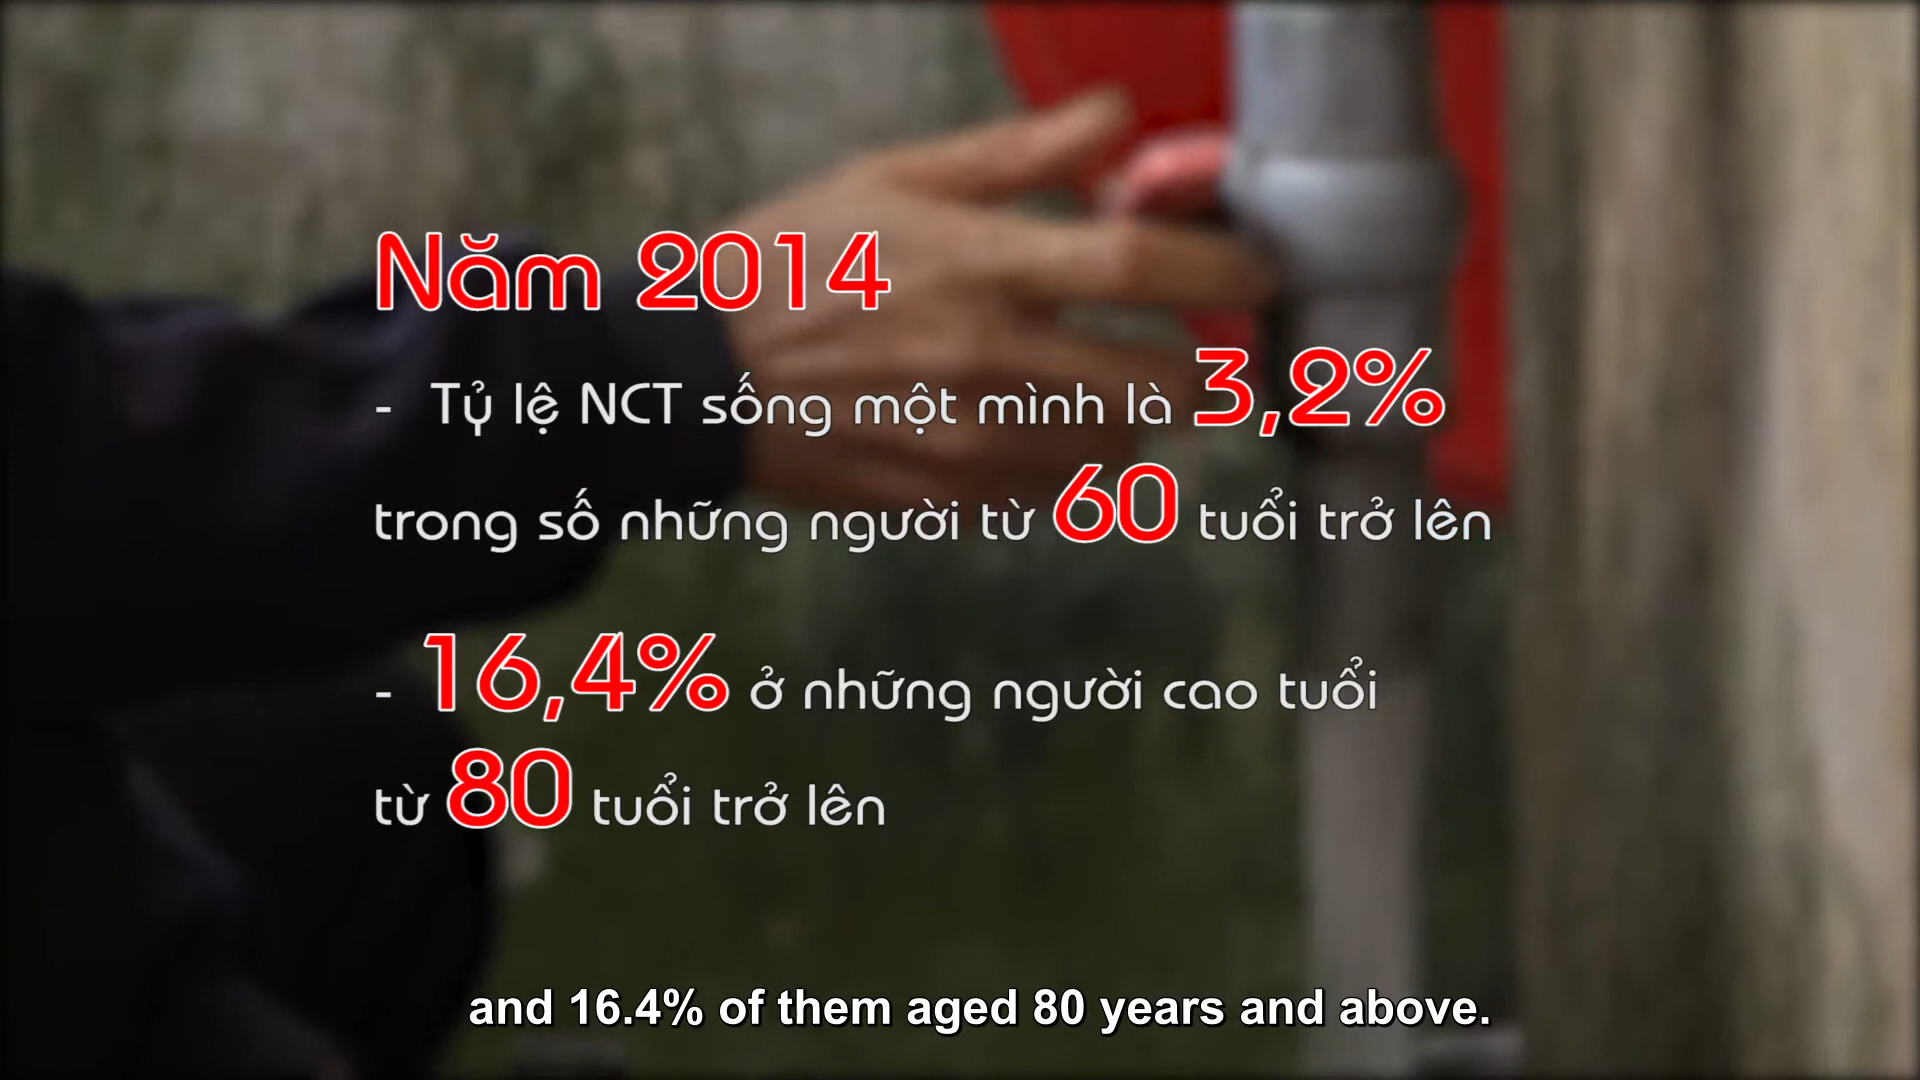 Năm 2014
- Tỷ lệ NCT sống một mình là 3,2%
trong số những người từ 60 tuổi trở lên
- 16,4% ở những người cao tuổi
từ 80 tuổi trở lên
and 16.4% of them aged 80 years and above.